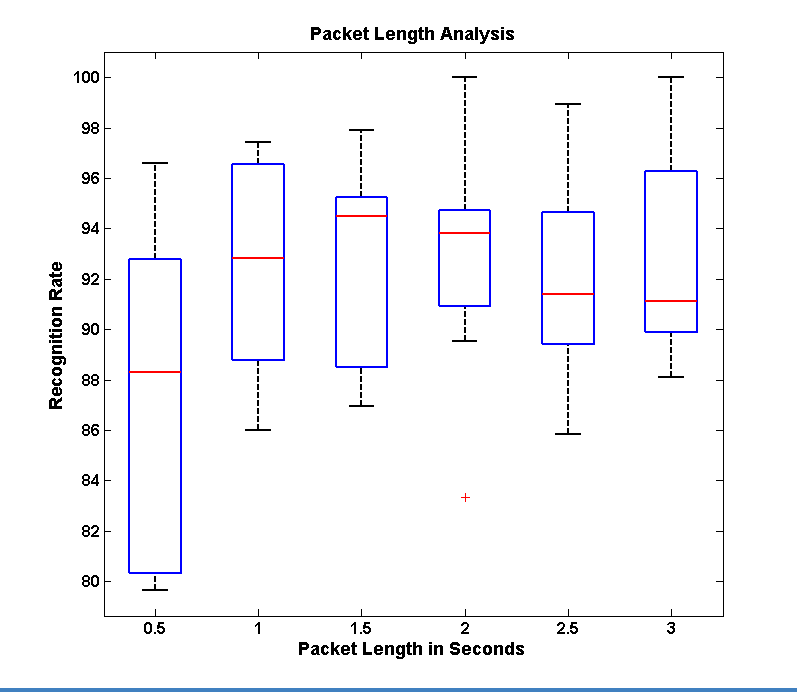 Packet Length Analysis
100
98
96
94
92
90
88
86
84
82
80
Recognition Rate
0.5 1 1.5 2 2.5 3
Packet Length in Seconds